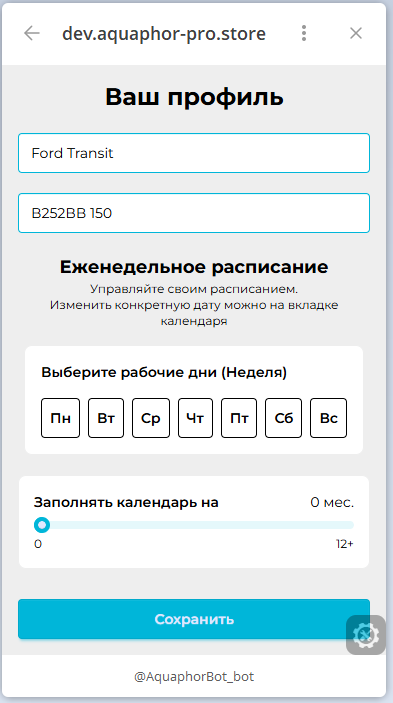 dev.aquaphor-pro.store
Ваш профиль
Ford Transit
В252ВВ 150
Еженедельное расписание
Управляйте своим расписанием.
Изменить конкретную дату можно на вкладке
календаря
Выберите рабочие дни (Неделя)
Пн Вт Ср Чт Пт Сб Вс
Заполнять календарь на 0 мес.
0 12+
Сохранить
@AquaphorBot_bot